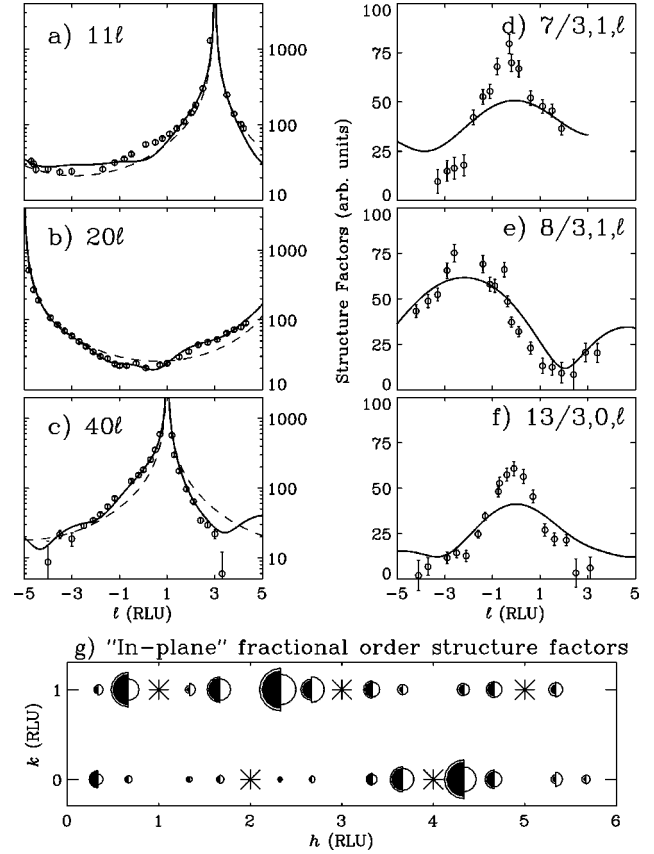 a) 11ℓ
1000
100
10
b) 20ℓ
1000
100
10
c) 40ℓ
1000
100
10
−5 −3 −1 1 3 5
ℓ (RLU)
Structure Factors (arb. units)
100
75
50
25
0
d) 7/3,1,ℓ
100
75
50
25
0
e) 8/3,1,ℓ
100
75
50
25
0
f) 13/3,0,ℓ
−5 −3 −1 1 3 5
ℓ (RLU)
g) "In-plane" fractional order structure factors
k (RLU)
1
0
0 1 2 3 4 5 6
h (RLU)